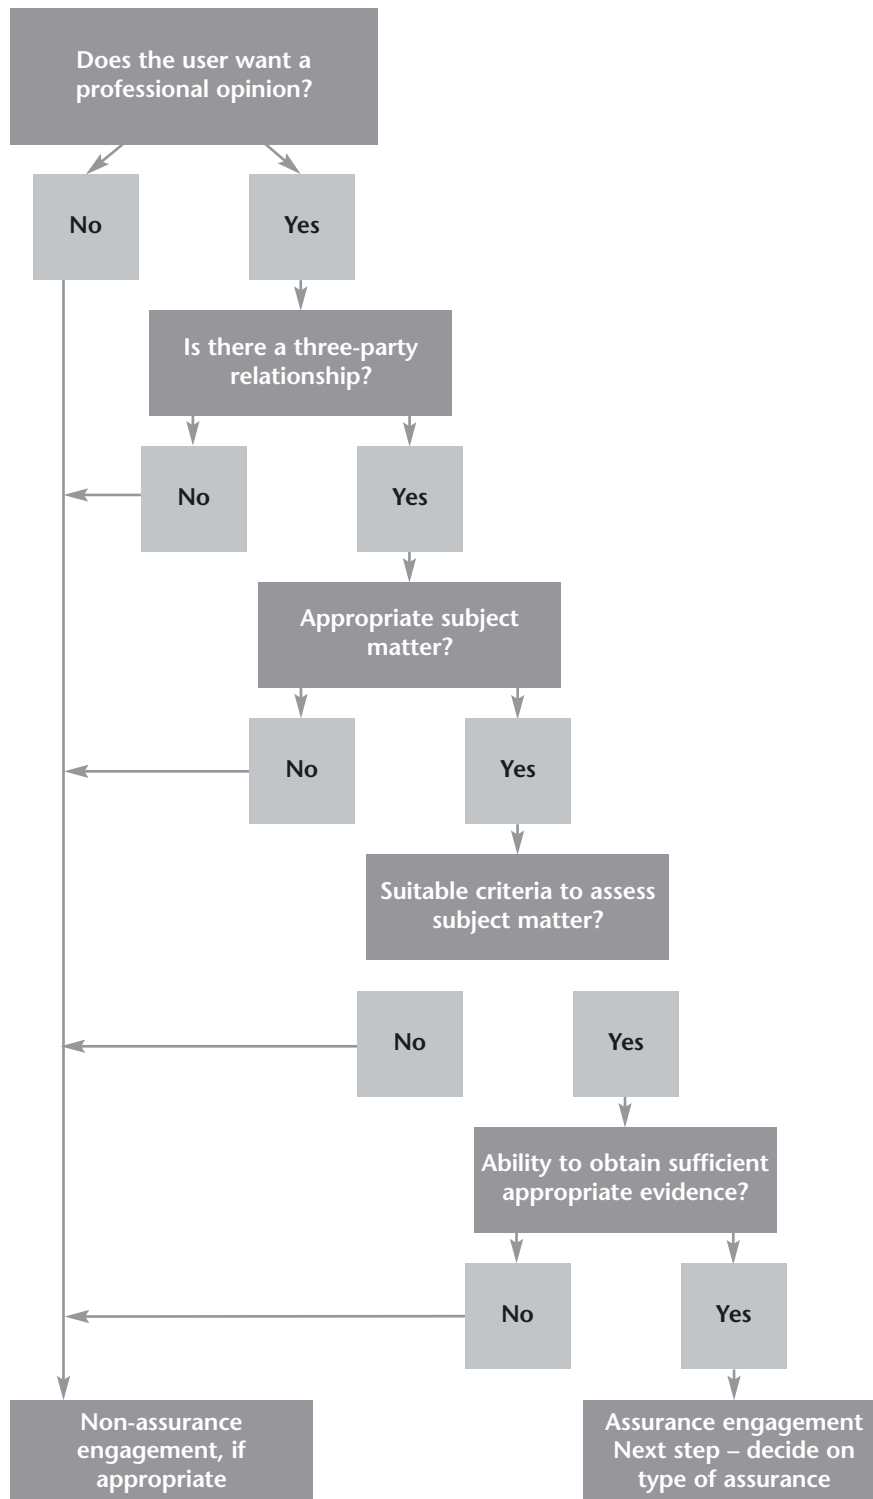 Does the user want a
professional opinion?
No
Yes
Is there a three-party
relationship?
No
Yes
Appropriate subject
matter?
No
Yes
Suitable criteria to assess
subject matter?
No
Yes
Ability to obtain sufficient
appropriate evidence?
No
Yes
Non-assurance
engagement, if
appropriate
Assurance engagement
Next step – decide on
type of assurance